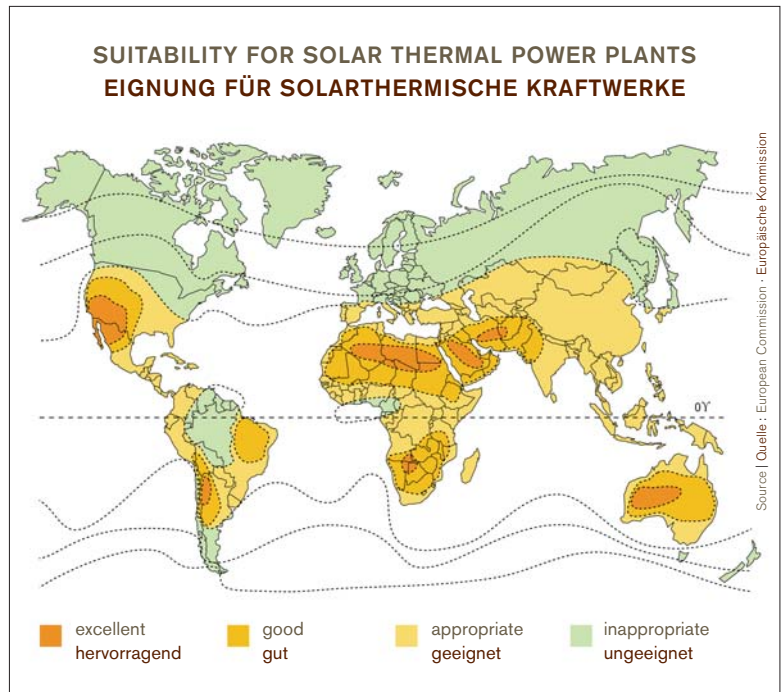 SUITABILITY FOR SOLAR THERMAL POWER PLANTS
EIGNUNG FÜR SOLARTHERMISCHE KRAFTWERKE
Source | Quelle : European Commission · Europäische Kommission
excellent
hervorragend
good
gut
appropriate
geeignet
inappropriate
ungeeignet